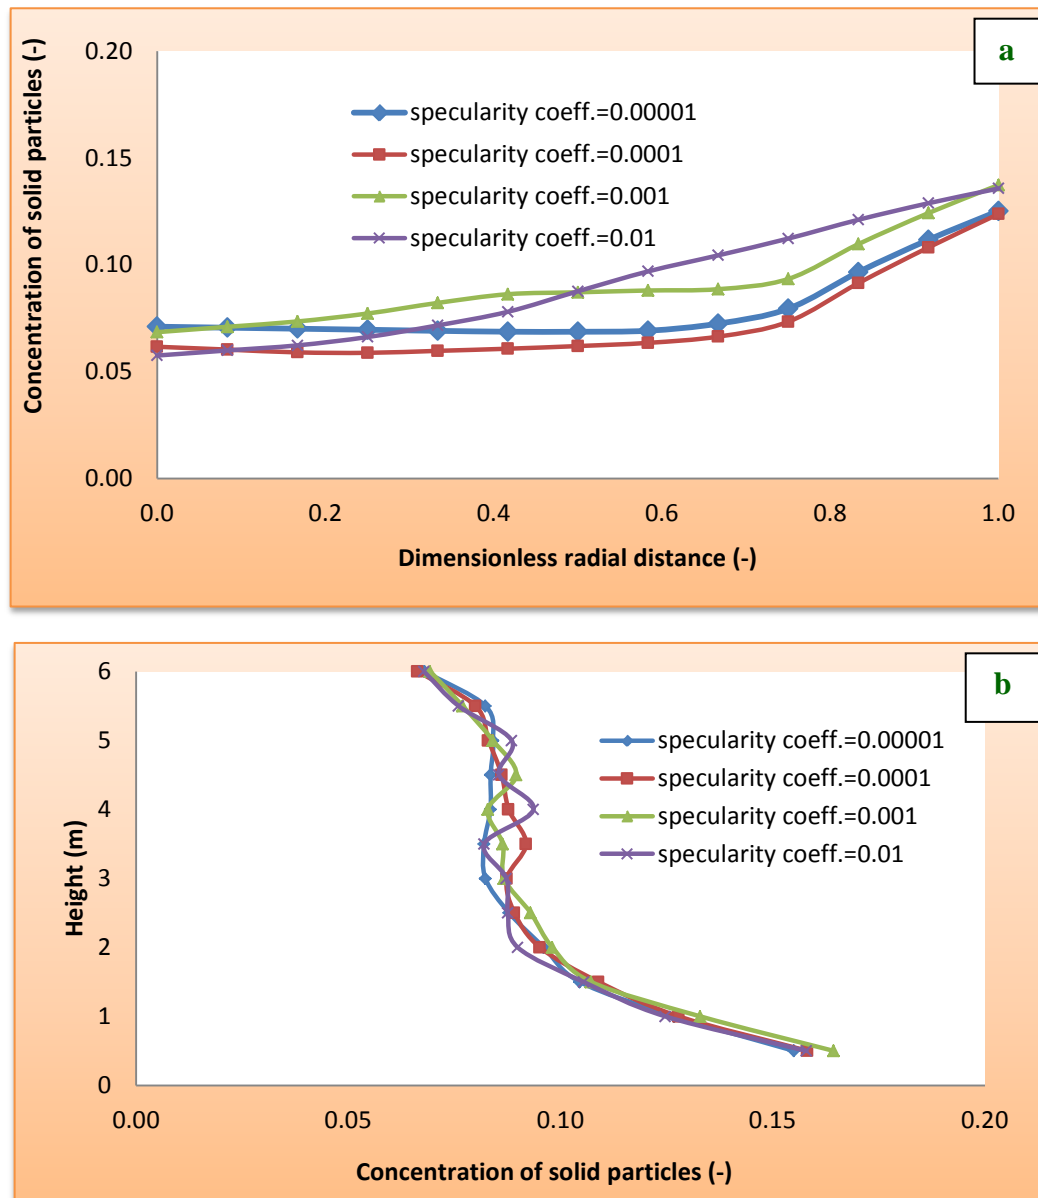 a
Concentration of solid particles (-)
0.20
0.15
0.10
0.05
0.00
speculari​ty coeff.=0.00001
specularity coeff.=0.0001
specularity coeff.=0.001
specularity coeff.=0.01
0.0 0.2 0.4 0.6 0.8 1.0
Dimensionless radial distance (-)
b
Height (m)
6
5
4
3
2
1
0
specularity coeff.=0.00001
specularity coeff.=0.0001
specularity coeff.=0.001
specularity coeff.=0.01
0.00 0.05 0.10 0.15 0.20
Concentration of solid particles (-)